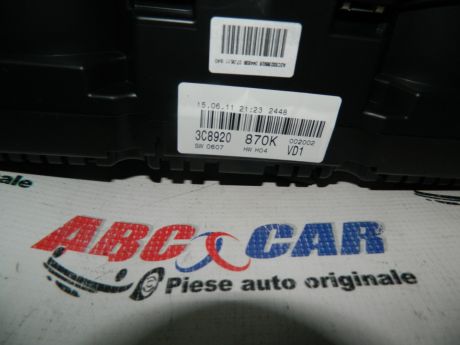 15.06.11 21:23 2448
3C8920 870K 002002
SW 0607 HW H04 VD1
nale
ABC CAR
Piese auto originale